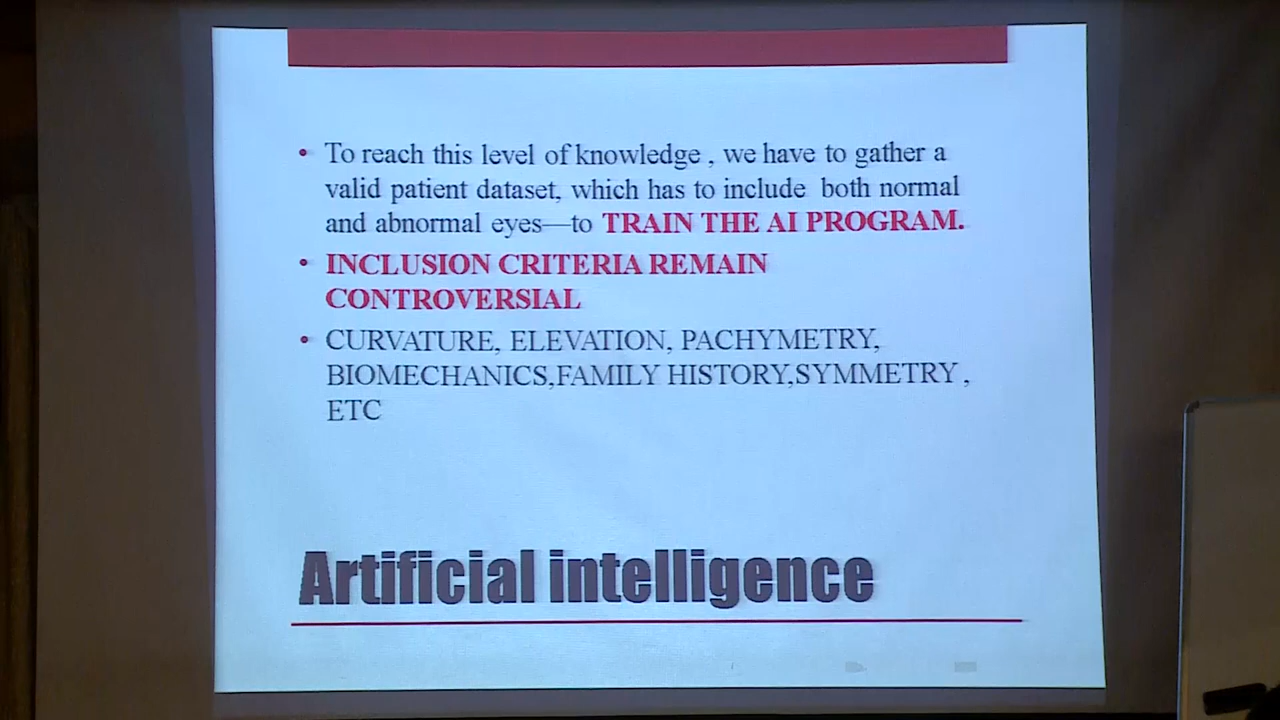 • To reach this level of knowledge , we have to gather a
valid patient dataset, which has to include both normal
and abnormal eyes—to TRAIN THE AI PROGRAM.
• INCLUSION CRITERIA REMAIN
CONTROVERSIAL
• CURVATURE, ELEVATION, PACHYMETRY,
BIOMECHANICS,FAMILY HISTORY,SYMMETRY ,
ETC
Artificial intelligence